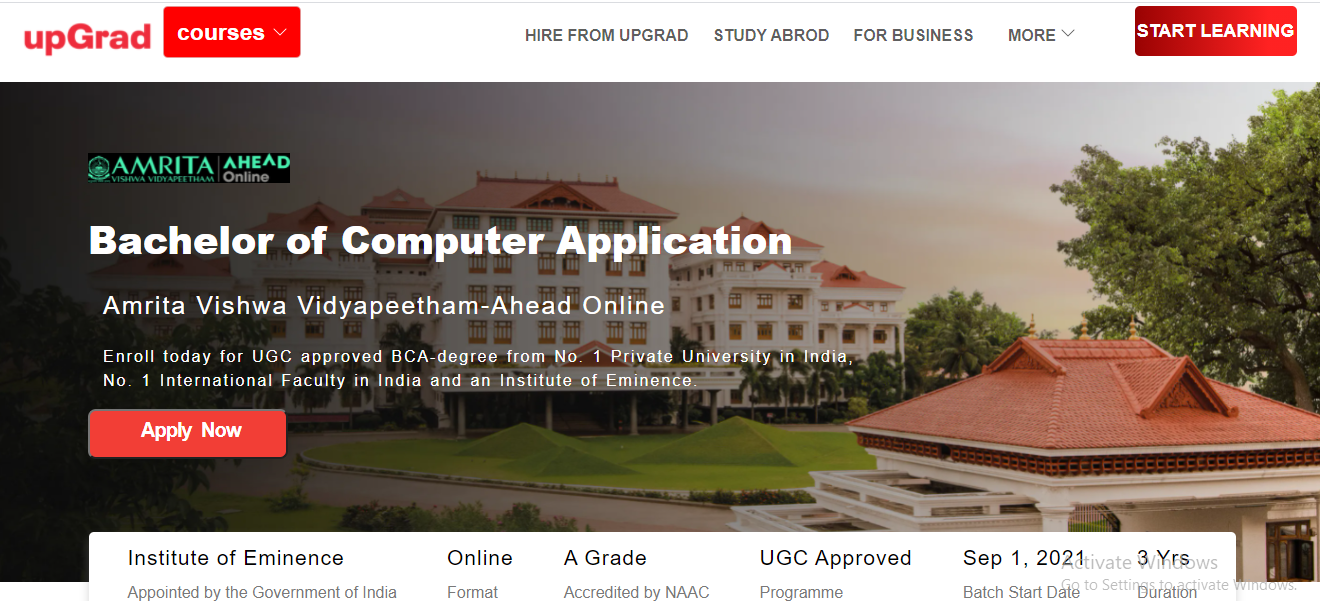 upGrad
courses
HIRE FROM UPGRAD
STUDY ABROD
FOR BUSINESS
MORE
START LEARNING
AMRITA AHEAD
VISHWA VIDYAPEETHAM Online
Bachelor of Computer Application
Amrita Vishwa Vidyapeetham-Ahead Online
Enroll today for UGC approved BCA-degree from No. 1 Private University in India,
No. 1 International Faculty in India and an Institute of Eminence.
Apply Now
Institute of Eminence
Appointed by the Government of India
Online
Format
A Grade
Accredited by NAAC
UGC Approved
Programme
Sep 1, 2021
Batch Start Date
3 Yrs
Duration
Activate Windows
Go to Settings to activate Windows.